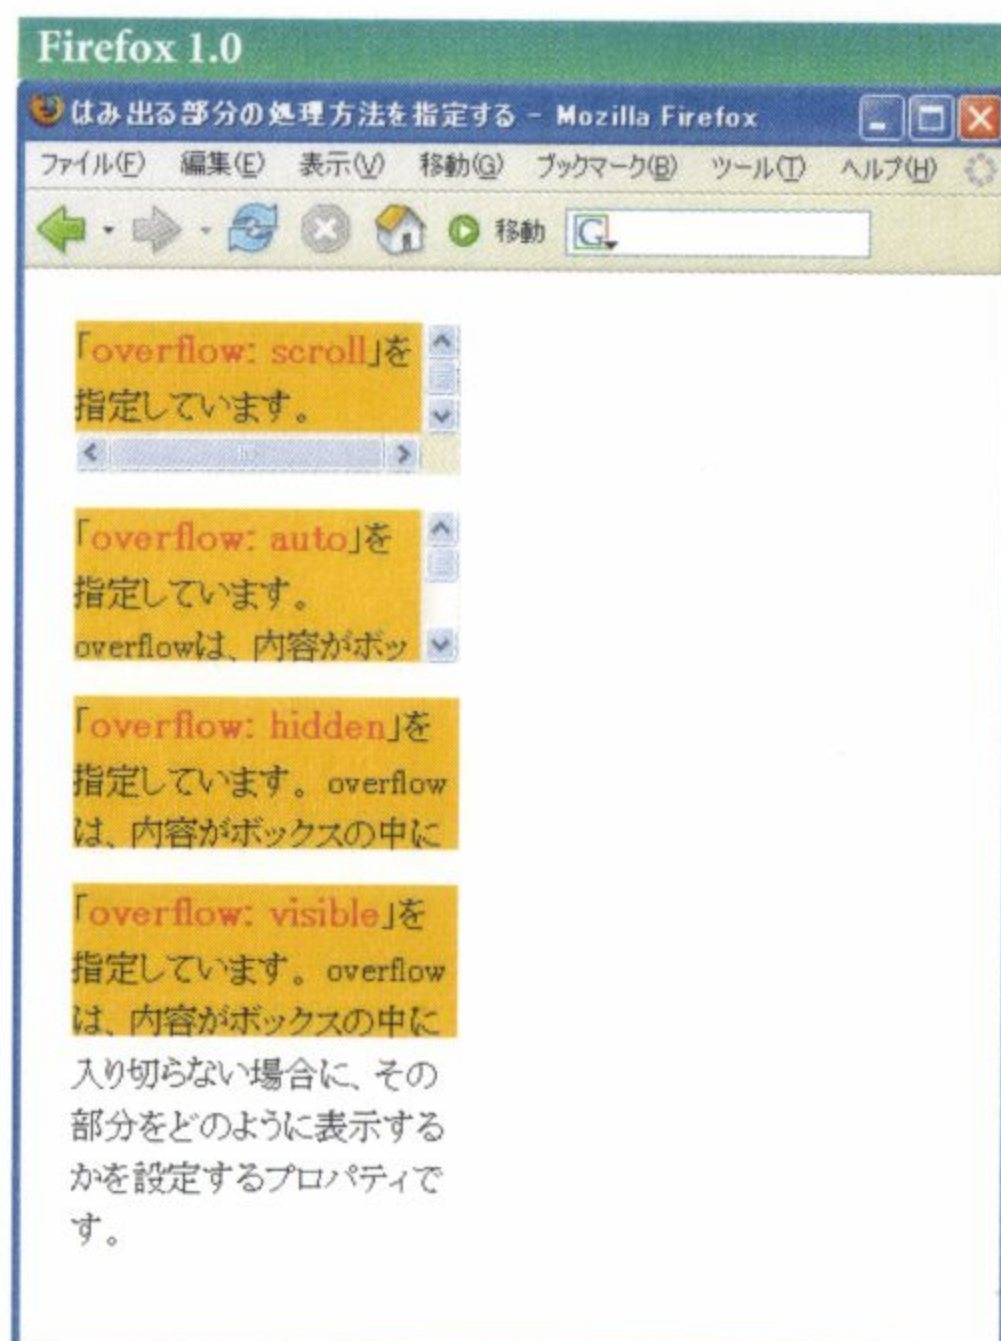 Firefox 1.0
はみ出る部分の処理方法を指定する - Mozilla Firefox
ファイル(F) 編集(E) 表示(V) 移動(G) ブックマーク(B) ツール(T) ヘルプ(H)
移動 G
「overflow: scroll」を
指定しています。
「overflow: auto」を
指定しています。
overflowは、内容がボッ
「overflow: hidden」を
指定しています。overflow
は、内容がボックスの中に
「overflow: visible」を
指定しています。overflow
は、内容がボックスの中に
入り切らない場合に、その
部分をどのように表示する
かを設定するプロパティで
す。